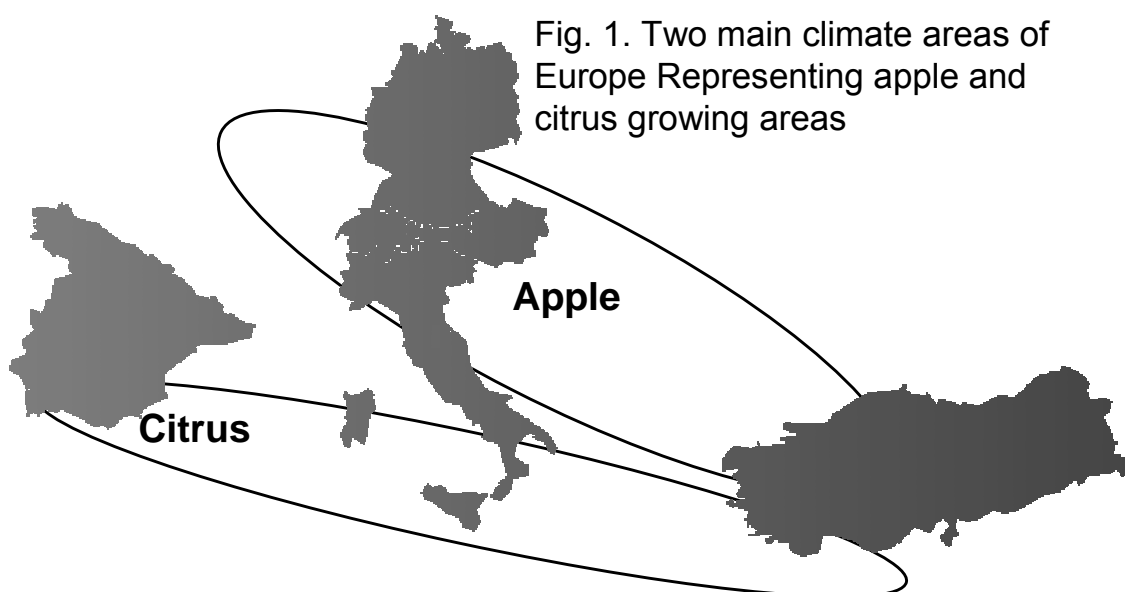 Fig. 1. Two main climate areas of
Europe Representing apple and
citrus growing areas
Apple
Citrus